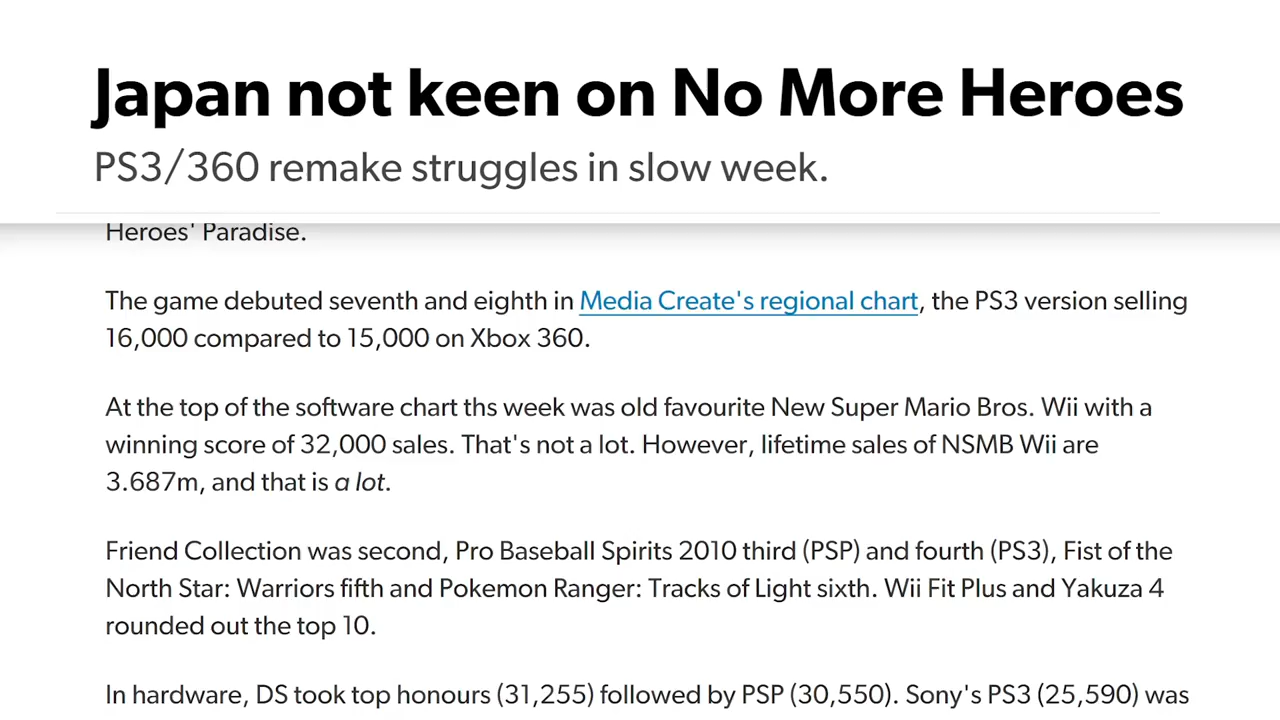 Japan not keen on No More Heroes
PS3/360 remake struggles in slow week.
Heroes' Paradise.
The game debuted seventh and eighth in Media Create's regional chart, the PS3 version selling
16,000 compared to 15,000 on Xbox 360.
At the top of the software chart ths week was old favourite New Super Mario Bros. Wii with a
winning score of 32,000 sales. That's not a lot. However, lifetime sales of NSMB Wii are
3.687m, and that is a lot.
Friend Collection was second, Pro Baseball Spirits 2010 third (PSP) and fourth (PS3), Fist of the
North Star: Warriors fifth and Pokemon Ranger: Tracks of Light sixth. Wii Fit Plus and Yakuza 4
rounded out the top 10.
In hardware, DS took top honours (31,255) followed by PSP (30,550). Sony's PS3 (25,590) was